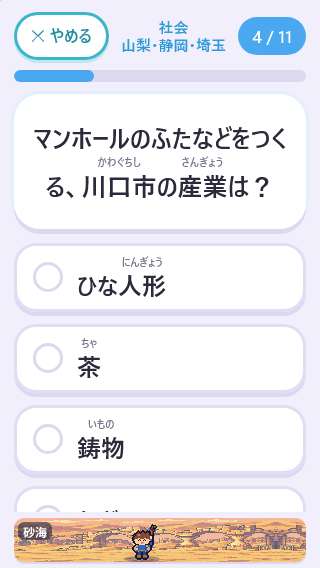 × やめる
社会
山梨・静岡・埼玉
4 / 11
マンホールのふたなどをつく
かわぐちし さんぎょう
る、川口市の産業は？
にんぎょう
ひな人形
ちゃ
茶
いもの
鋳物
砂海